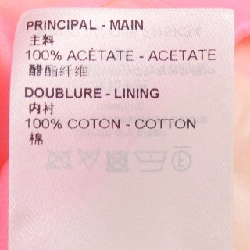 PRINCIPAL - MAIN
主料
100% ACÉTATE - ACETATE
醋酯纤维
DOUBLURE - LINING
内衬
100% COTON - COTTON
棉